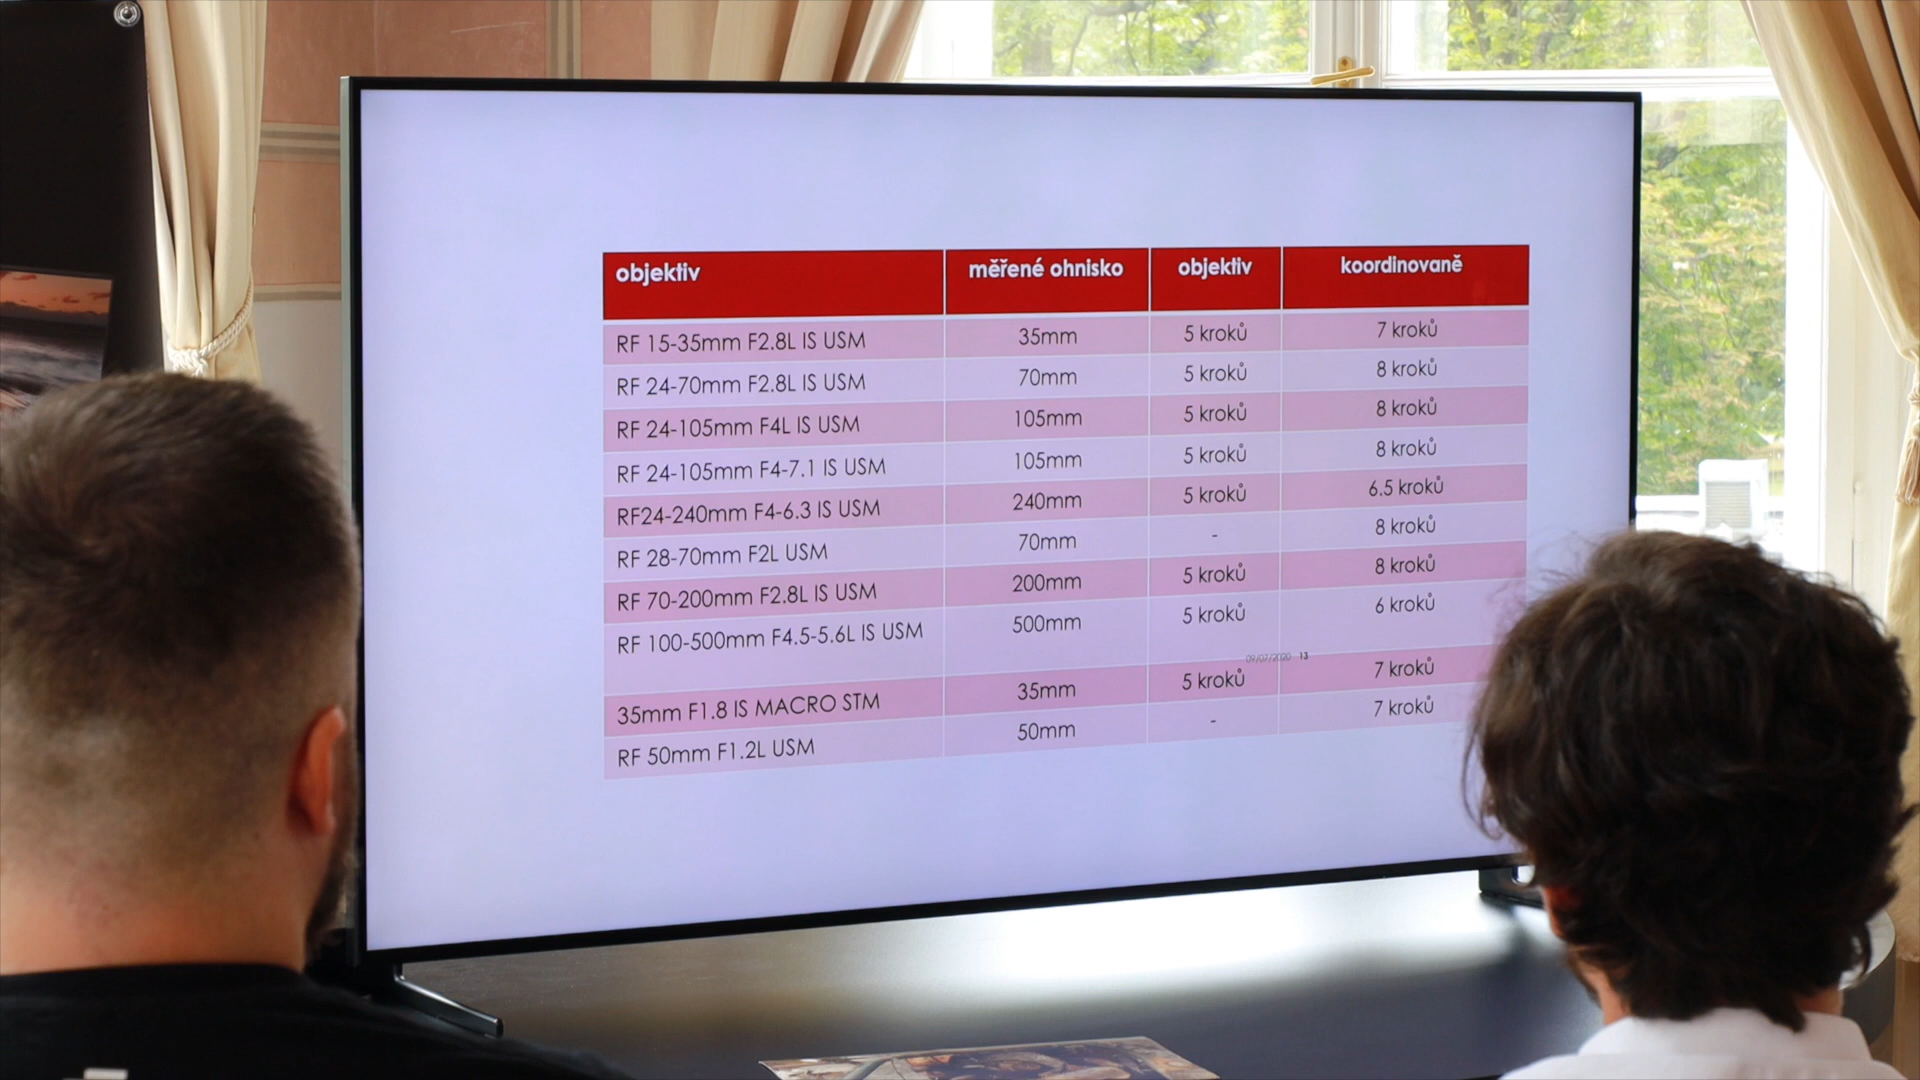 objektiv měřené ohnisko objektiv koordinovaně
RF 15-35mm F2.8L IS USM 35mm 5 kroků 7 kroků
RF 24-70mm F2.8L IS USM 70mm 5 kroků 8 kroků
RF 24-105mm F4L IS USM 105mm 5 kroků 8 kroků
RF 24-105mm F4-7.1 IS USM 105mm 5 kroků 8 kroků
RF24-240mm F4-6.3 IS USM 240mm 5 kroků 6.5 kroků
RF 28-70mm F2L USM 70mm - 8 kroků
RF 70-200mm F2.8L IS USM 200mm 5 kroků 8 kroků
RF 100-500mm F4.5-5.6L IS USM 500mm 5 kroků 6 kroků
09/07/2020 13
35mm F1.8 IS MACRO STM 35mm 5 kroků 7 kroků
RF 50mm F1.2L USM 50mm - 7 kroků